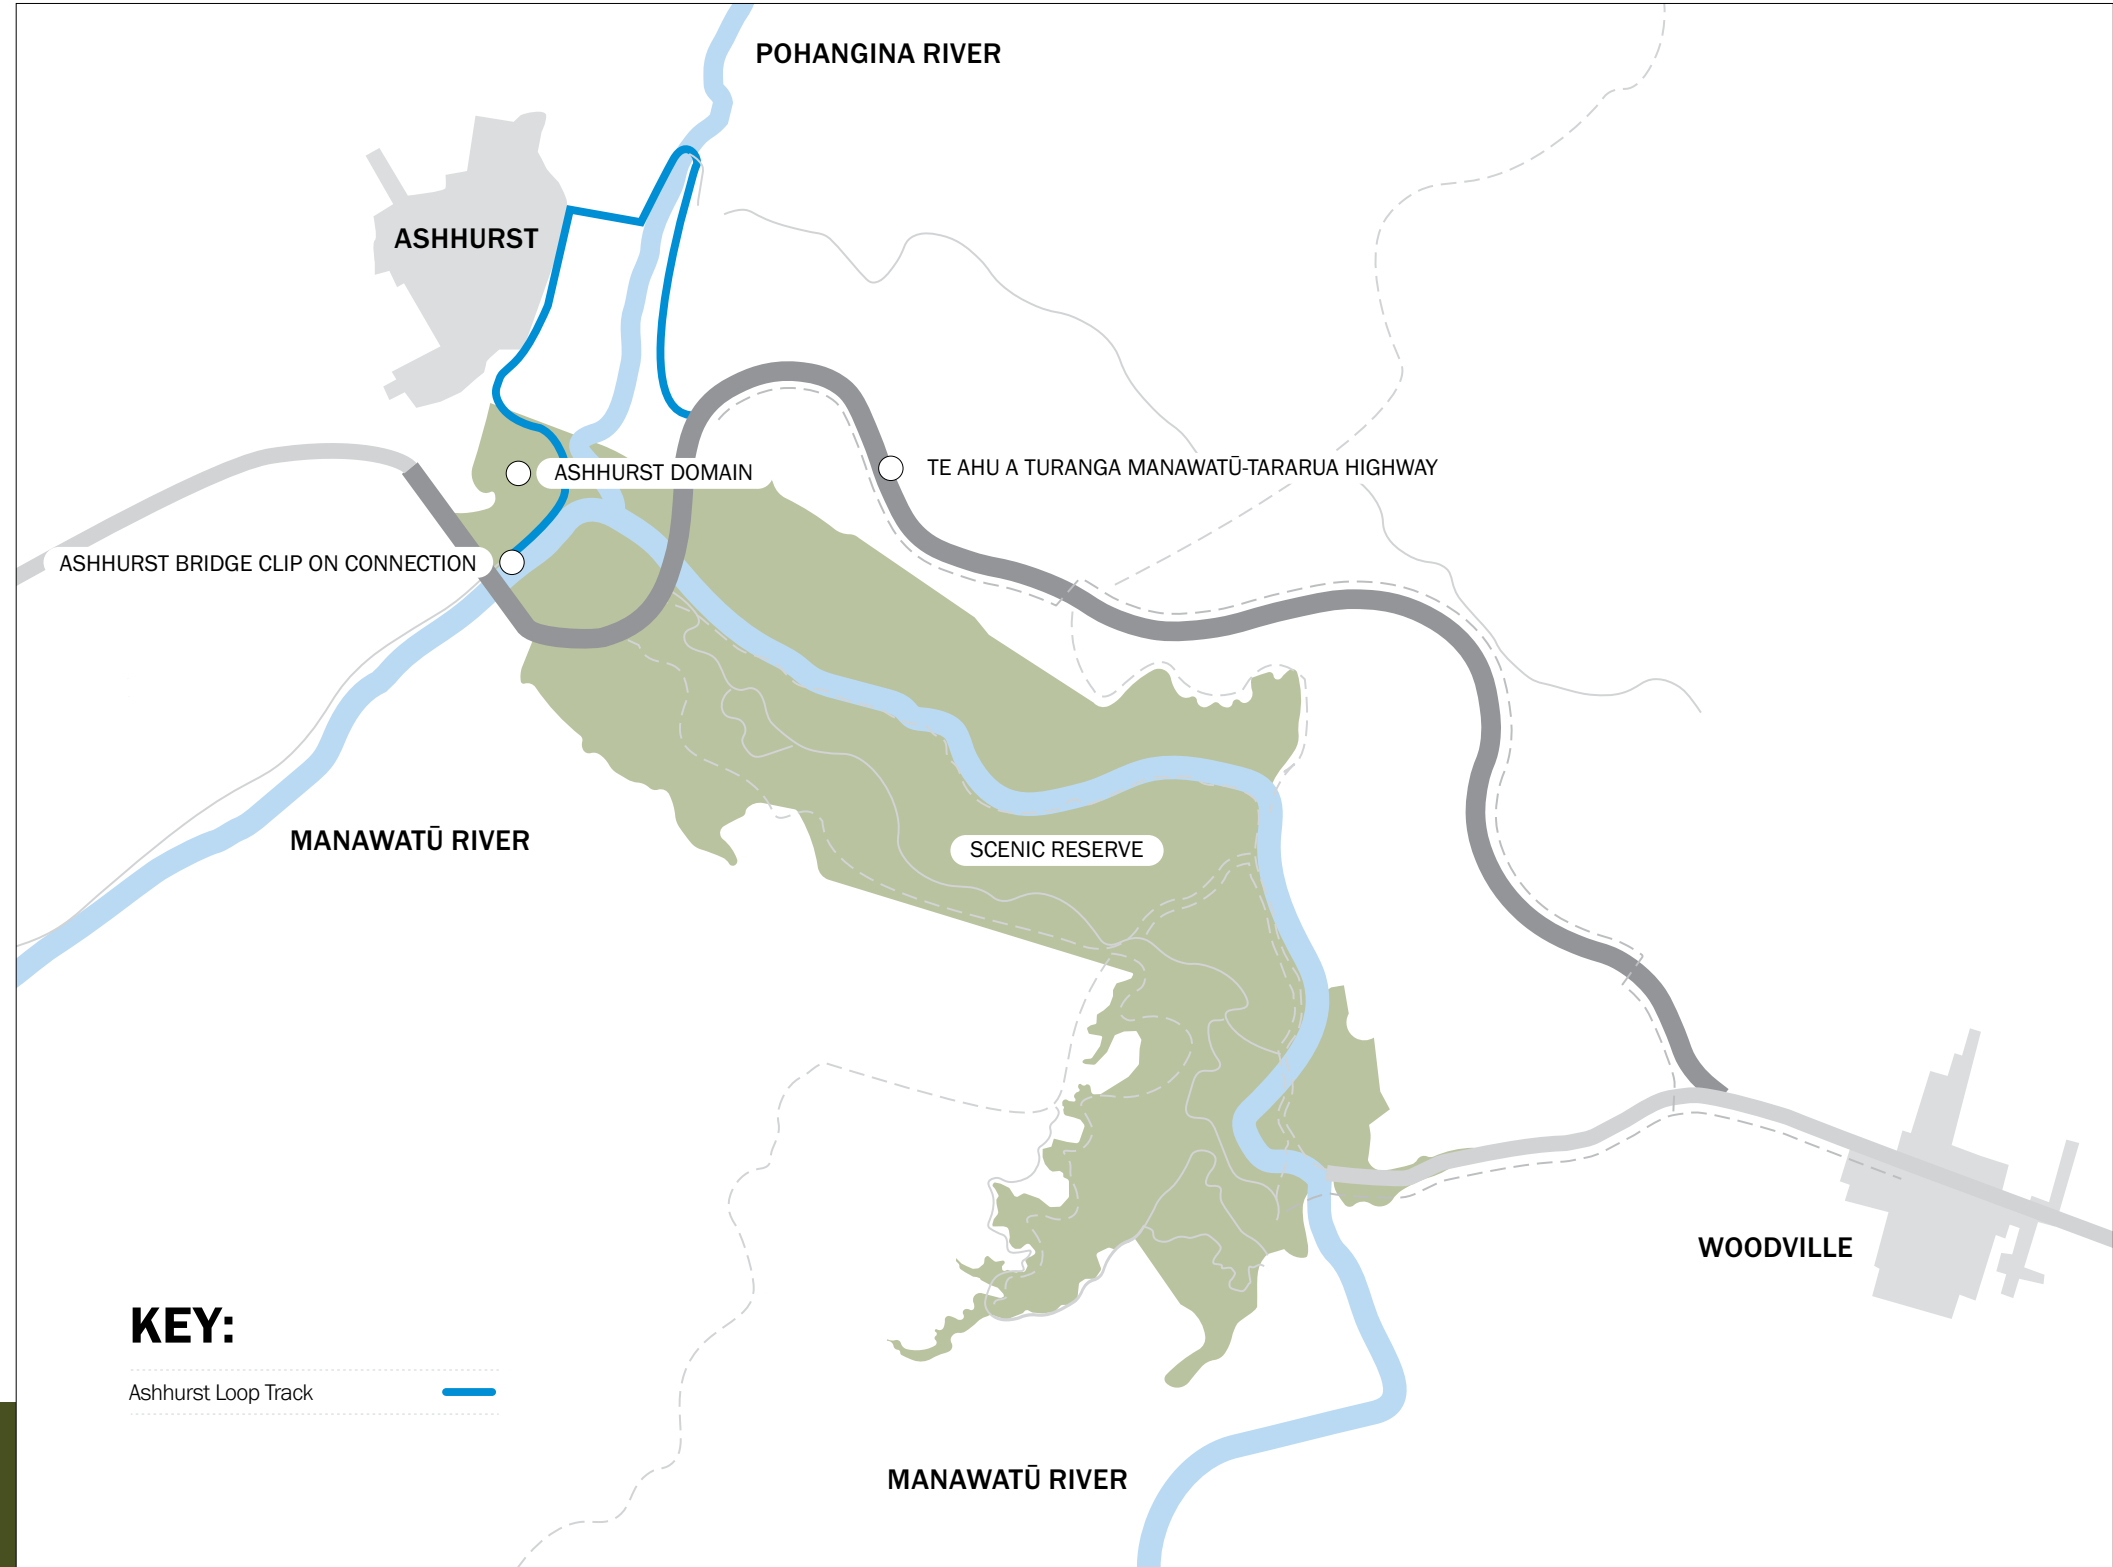 POHANGINA RIVER
ASHHURST
ASHHURST DOMAIN
TE AHU A TURANGA MANAWATŪ-TARARUA HIGHWAY
ASHHURST BRIDGE CLIP ON CONNECTION
MANAWATŪ RIVER
SCENIC RESERVE
WOODVILLE
KEY:
Ashhurst Loop Track
MANAWATŪ RIVER